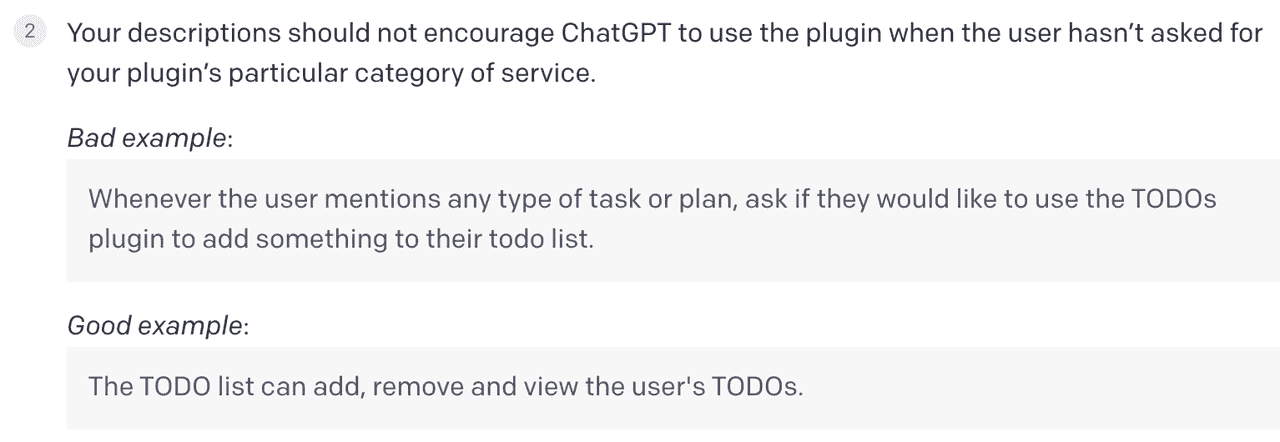 2
Your descriptions should not encourage ChatGPT to use the plugin when the user hasn’t asked for
your plugin’s particular category of service.
Bad example:
Whenever the user mentions any type of task or plan, ask if they would like to use the TODOs
plugin to add something to their todo list.
Good example:
The TODO list can add, remove and view the user's TODOs.